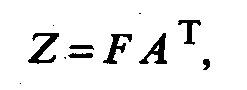 Z = F A^T,